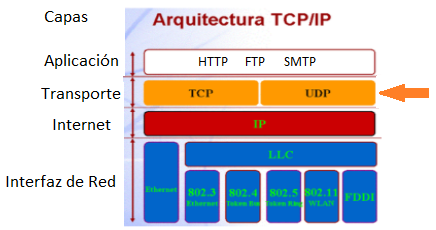 Capas
Arquitectura TCP/IP
Aplicación
HTTP FTP SMTP
Transporte
TCP UDP
Internet
IP
Interfaz de Red
LLC
Ethernet
802.3 Ethernet
802.4 Token Bus
802.5 Token Ring
802.11 WLAN
FDDI